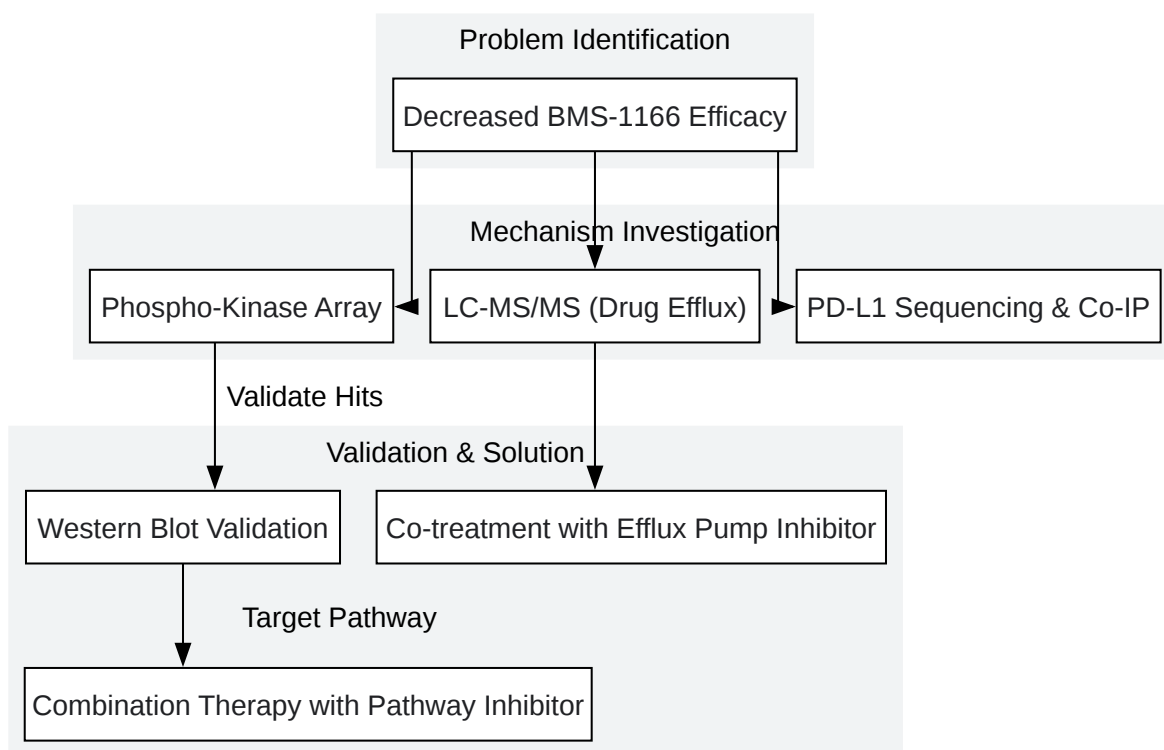 Problem Identification
Decreased BMS-1166 Efficacy
Mechanism Investigation
Phospho-Kinase Array
LC-MS/MS (Drug Efflux)
PD-L1 Sequencing & Co-IP
Validate Hits
Validation & Solution
Western Blot Validation
Co-treatment with Efflux Pump Inhibitor
Target Pathway
Combination Therapy with Pathway Inhibitor